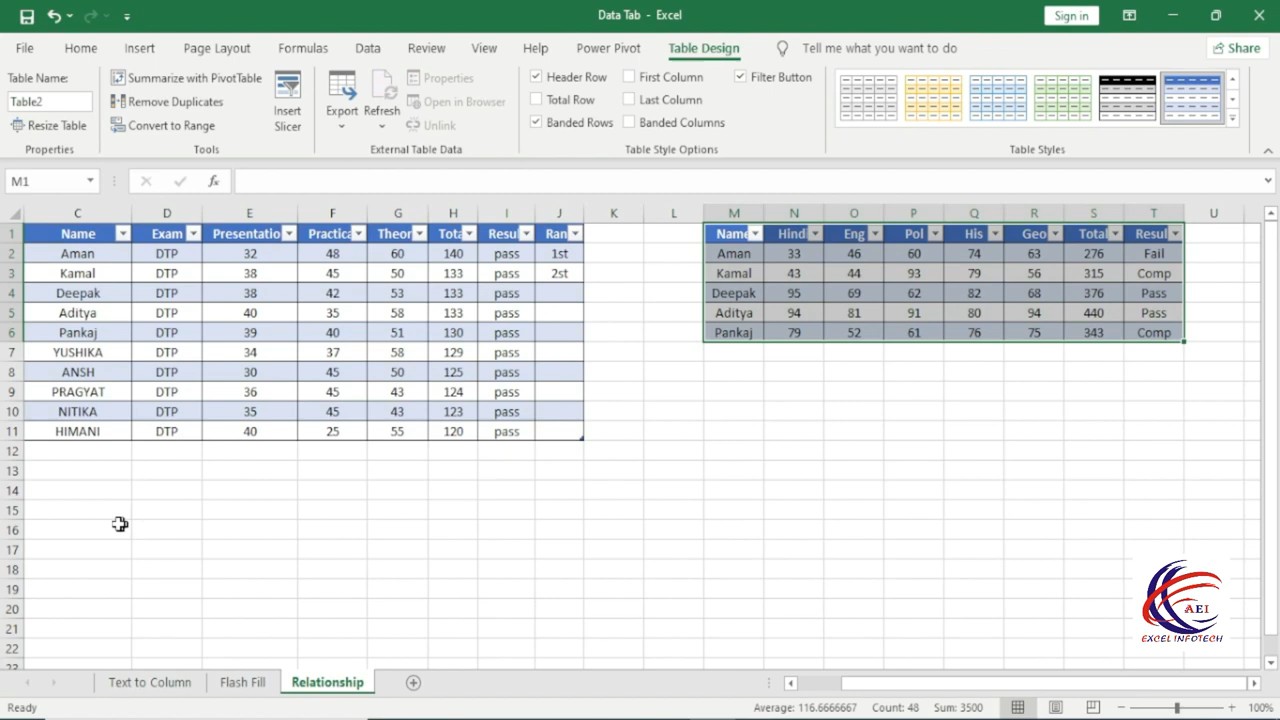 Data Tab - Excel
Sign in
File Home Insert Page Layout Formulas Data Review View Help Power Pivot Table Design Tell me what you want to do Share
Table Name:
Table2
Resize Table
Properties
Summarize with PivotTable
Remove Duplicates
Convert to Range
Tools
Insert
Slicer
Export Refresh
Properties
Open in Browser
Unlink
External Table Data
Header Row First Column Filter Button
Total Row Last Column
Banded Rows Banded Columns
Table Style Options
Table Styles
M1 fx
C D E F G H I J K L M N O P Q R S T U
1 Name Exam Presentatio Practica Theor Tota Resu Ran Name Hind Eng Pol His Geo Total Resul
2 Aman DTP 32 48 60 140 pass 1st Aman 33 46 60 74 63 276 Fail
3 Kamal DTP 38 45 50 133 pass 2st Kamal 43 44 93 79 56 315 Comp
4 Deepak DTP 38 42 53 133 pass Deepak 95 69 62 82 68 376 Pass
5 Aditya DTP 40 35 58 133 pass Aditya 94 81 91 80 94 440 Pass
6 Pankaj DTP 39 40 51 130 pass Pankaj 79 52 61 76 75 343 Comp
7 YUSHIKA DTP 34 37 58 129 pass
8 ANSH DTP 30 45 50 125 pass
9 PRAGYAT DTP 36 45 43 124 pass
10 NITIKA DTP 35 45 43 123 pass
11 HIMANI DTP 40 25 55 120 pass
12
13
14
15
16
17
18
19
20
21
22
23
AEI
EXCEL INFOTECH
Text to Column Flash Fill Relationship
Ready Average: 116.6666667 Count: 48 Sum: 3500 100%